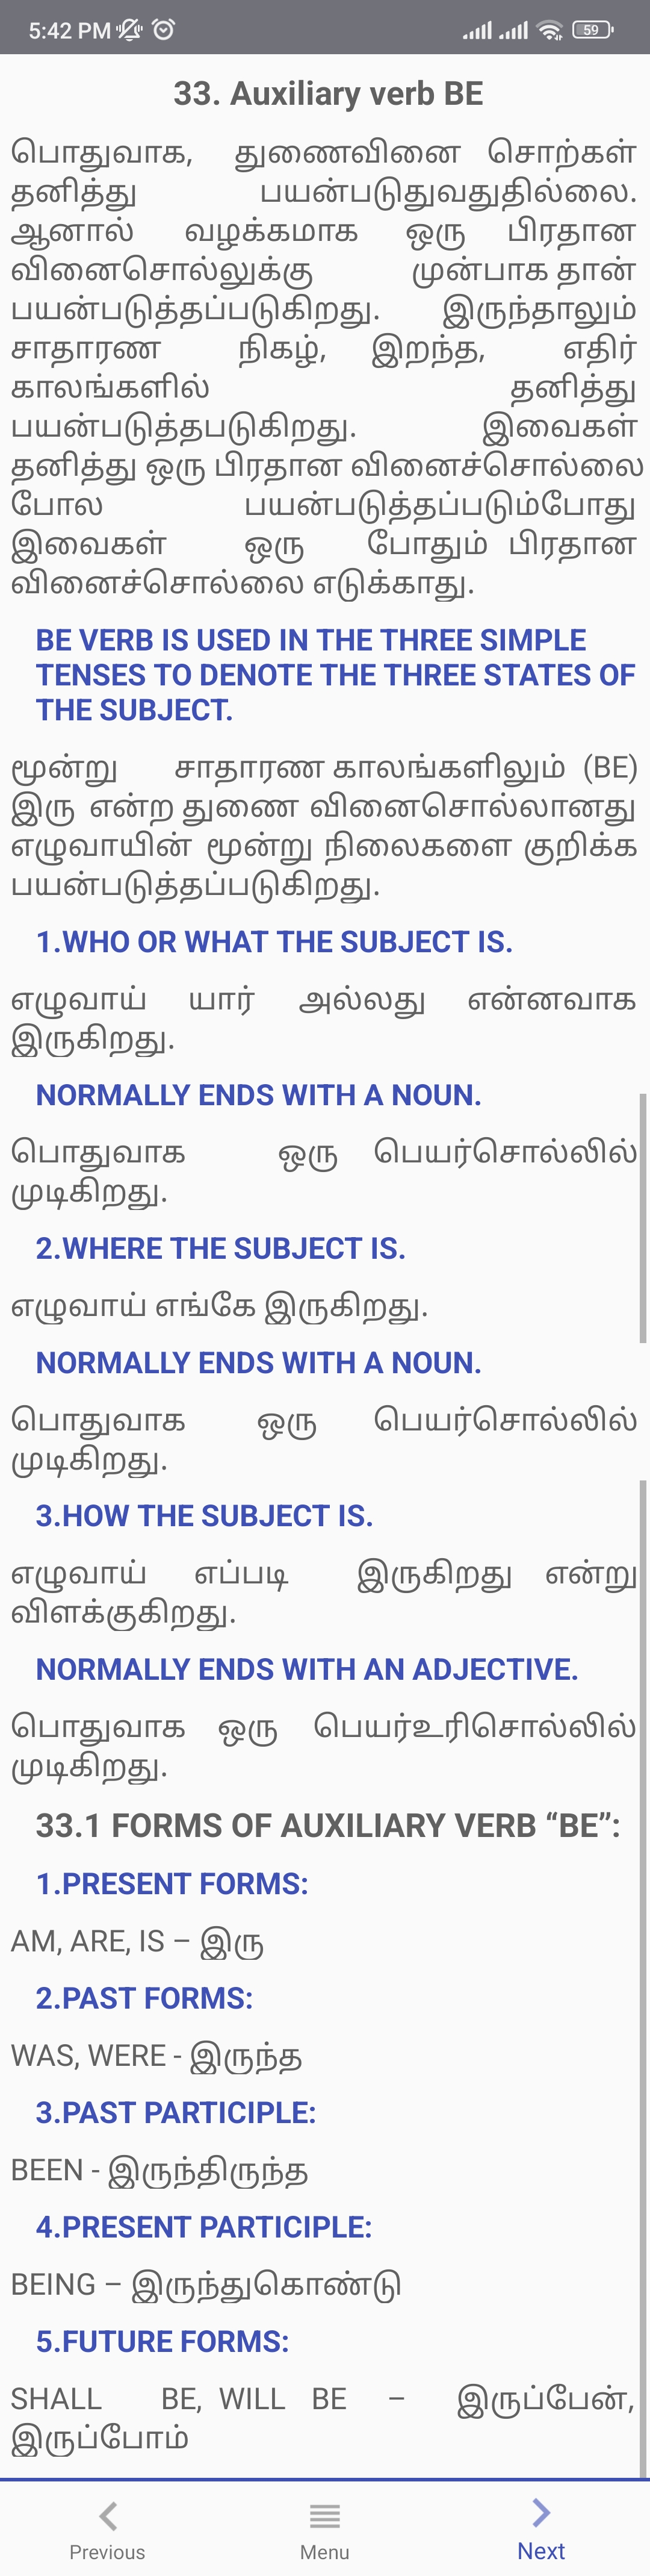 5:42 PM
59
33. Auxiliary verb BE
பொதுவாக, துணைவினை சொற்கள்
தனித்து பயன்படுதுவதுதில்லை.
ஆனால் வழக்கமாக ஒரு பிரதான
வினைசொல்லுக்கு முன்பாக தான்
பயன்படுத்தப்படுகிறது. இருந்தாலும்
சாதாரண நிகழ், இறந்த, எதிர்
காலங்களில் தனித்து
பயன்படுத்தபடுகிறது. இவைகள்
தனித்து ஒரு பிரதான வினைச்சொல்லை
போல பயன்படுத்தப்படும்போது
இவைகள் ஒரு போதும் பிரதான
வினைச்சொல்லை எடுக்காது.
BE VERB IS USED IN THE THREE SIMPLE
TENSES TO DENOTE THE THREE STATES OF
THE SUBJECT.
மூன்று சாதாரண காலங்களிலும் (BE)
இரு என்ற துணை வினைசொல்லானது
எழுவாயின் மூன்று நிலைகளை குறிக்க
பயன்படுத்தப்படுகிறது.
1.WHO OR WHAT THE SUBJECT IS.
எழுவாய் யார் அல்லது என்னவாக
இருகிறது.
NORMALLY ENDS WITH A NOUN.
பொதுவாக ஒரு பெயர்சொல்லில்
முடிகிறது.
2.WHERE THE SUBJECT IS.
எழுவாய் எங்கே இருகிறது.
NORMALLY ENDS WITH A NOUN.
பொதுவாக ஒரு பெயர்சொல்லில்
முடிகிறது.
3.HOW THE SUBJECT IS.
எழுவாய் எப்படி இருகிறது என்று
விளக்குகிறது.
NORMALLY ENDS WITH AN ADJECTIVE.
பொதுவாக ஒரு பெயர்உரிசொல்லில்
முடிகிறது.
33.1 FORMS OF AUXILIARY VERB “BE”:
1.PRESENT FORMS:
AM, ARE, IS – இரு
2.PAST FORMS:
WAS, WERE - இருந்த
3.PAST PARTICIPLE:
BEEN - இருந்திருந்த
4.PRESENT PARTICIPLE:
BEING – இருந்துகொண்டு
5.FUTURE FORMS:
SHALL BE, WILL BE – இருப்பேன்,
இருப்போம்
Previous Menu Next